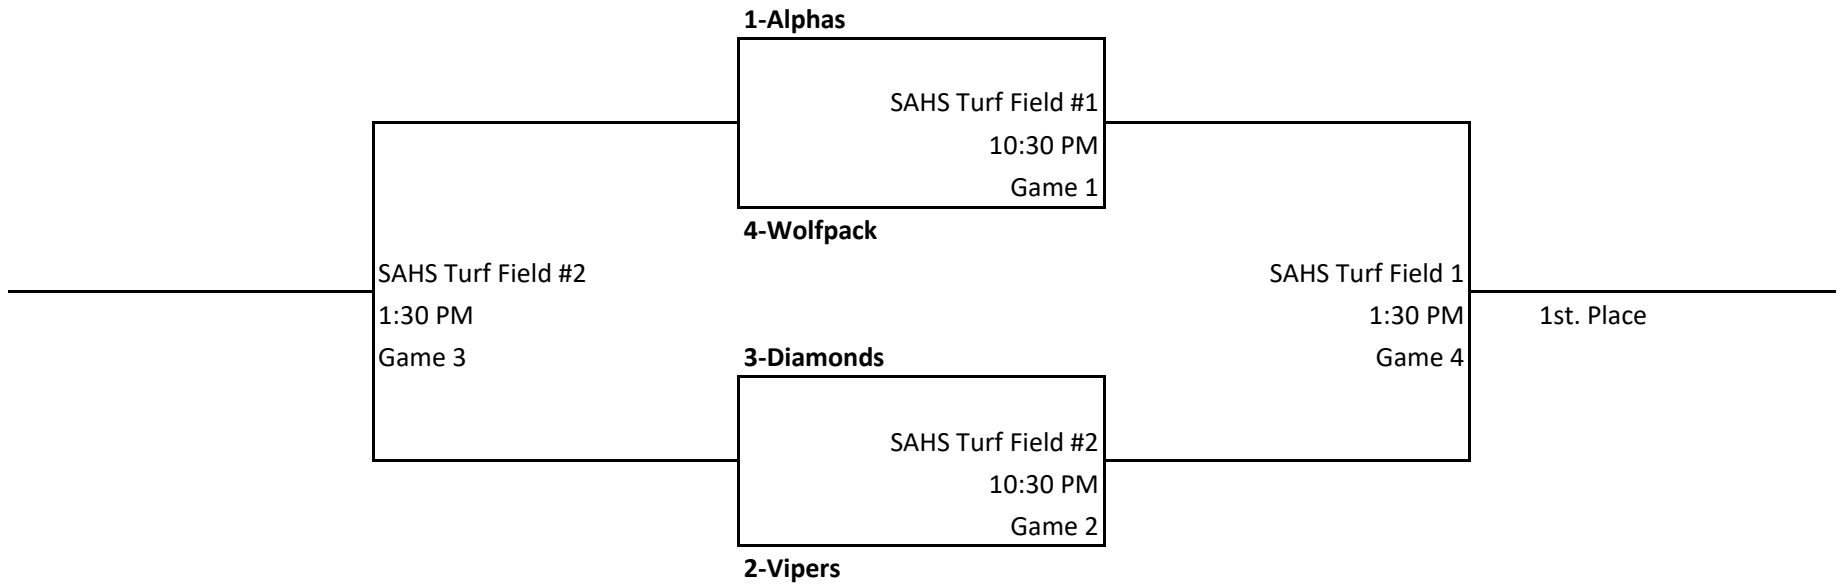 1-Alphas
SAHS Turf Field #1
10:30 PM
Game 1
4-Wolfpack
SAHS Turf Field #2
1:30 PM
Game 3
SAHS Turf Field 1
1:30 PM
Game 4
1st. Place
3-Diamonds
SAHS Turf Field #2
10:30 PM
Game 2
2-Vipers